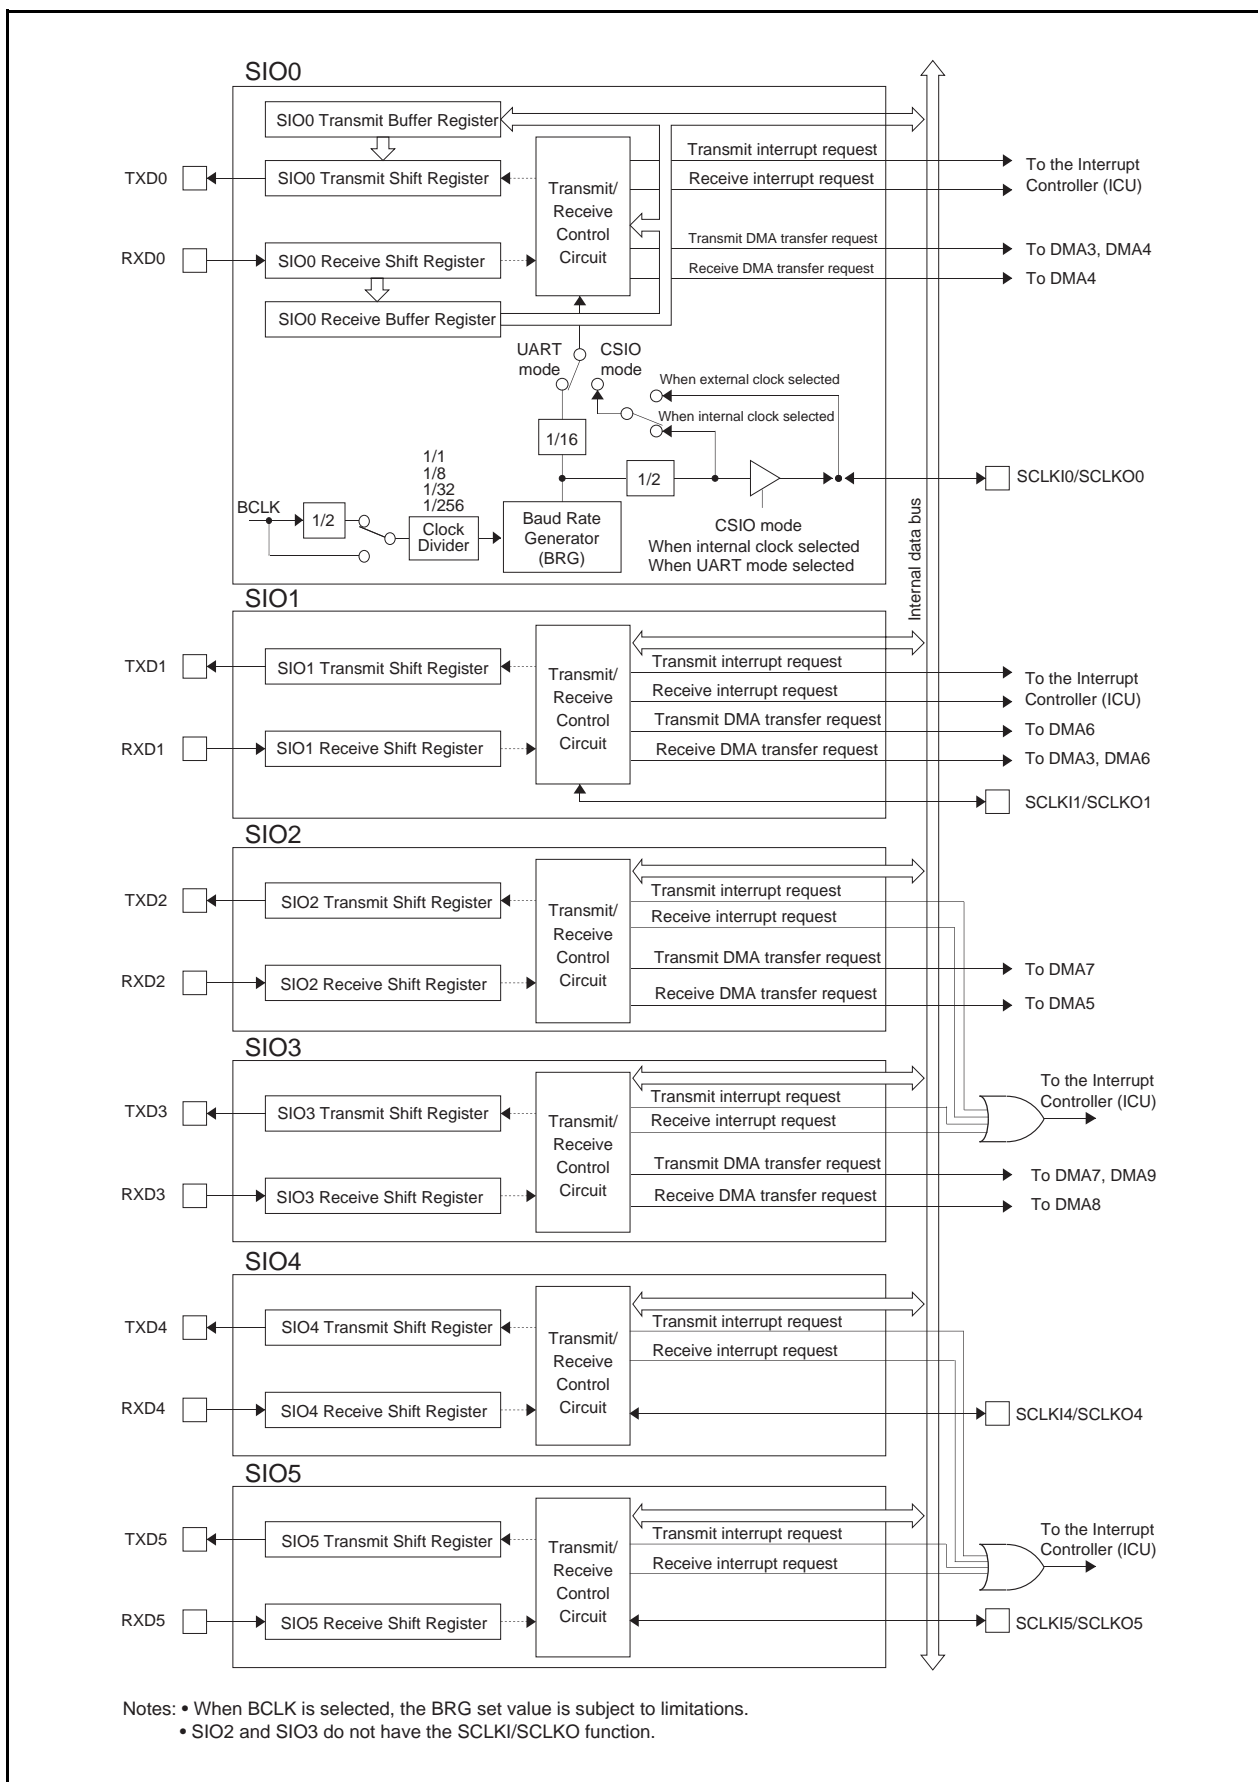 SIO0
SIO0 Transmit Buffer Register
TXD0
SIO0 Transmit Shift Register
Transmit/
Receive
Control
Circuit
Transmit interrupt request
Receive interrupt request
To the Interrupt
Controller (ICU)
RXD0
SIO0 Receive Shift Register
Transmit DMA transfer request
To DMA3, DMA4
Receive DMA transfer request
To DMA4
SIO0 Receive Buffer Register
UART
mode
CSIO
mode
When external clock selected
When internal clock selected
1/16
1/2
SCLKI0/SCLKO0
1/1
1/8
1/32
1/256
BCLK
1/2
Clock
Divider
Baud Rate
Generator
(BRG)
CSIO mode
When internal clock selected
When UART mode selected
Internal data bus
SIO1
TXD1
SIO1 Transmit Shift Register
Transmit/
Receive
Control
Circuit
Transmit interrupt request
Receive interrupt request
To the Interrupt
Controller (ICU)
Transmit DMA transfer request
To DMA6
RXD1
SIO1 Receive Shift Register
Receive DMA transfer request
To DMA3, DMA6
SCLKI1/SCLKO1
SIO2
TXD2
SIO2 Transmit Shift Register
Transmit/
Receive
Control
Circuit
Transmit interrupt request
Receive interrupt request
RXD2
SIO2 Receive Shift Register
Transmit DMA transfer request
To DMA7
Receive DMA transfer request
To DMA5
SIO3
TXD3
SIO3 Transmit Shift Register
Transmit/
Receive
Control
Circuit
Transmit interrupt request
Receive interrupt request
To the Interrupt
Controller (ICU)
RXD3
SIO3 Receive Shift Register
Transmit DMA transfer request
To DMA7, DMA9
Receive DMA transfer request
To DMA8
SIO4
TXD4
SIO4 Transmit Shift Register
Transmit/
Receive
Control
Circuit
Transmit interrupt request
Receive interrupt request
RXD4
SIO4 Receive Shift Register
SCLKI4/SCLKO4
SIO5
TXD5
SIO5 Transmit Shift Register
Transmit/
Receive
Control
Circuit
Transmit interrupt request
Receive interrupt request
To the Interrupt
Controller (ICU)
RXD5
SIO5 Receive Shift Register
SCLKI5/SCLKO5
Notes: • When BCLK is selected, the BRG set value is subject to limitations.
• SIO2 and SIO3 do not have the SCLKI/SCLKO function.